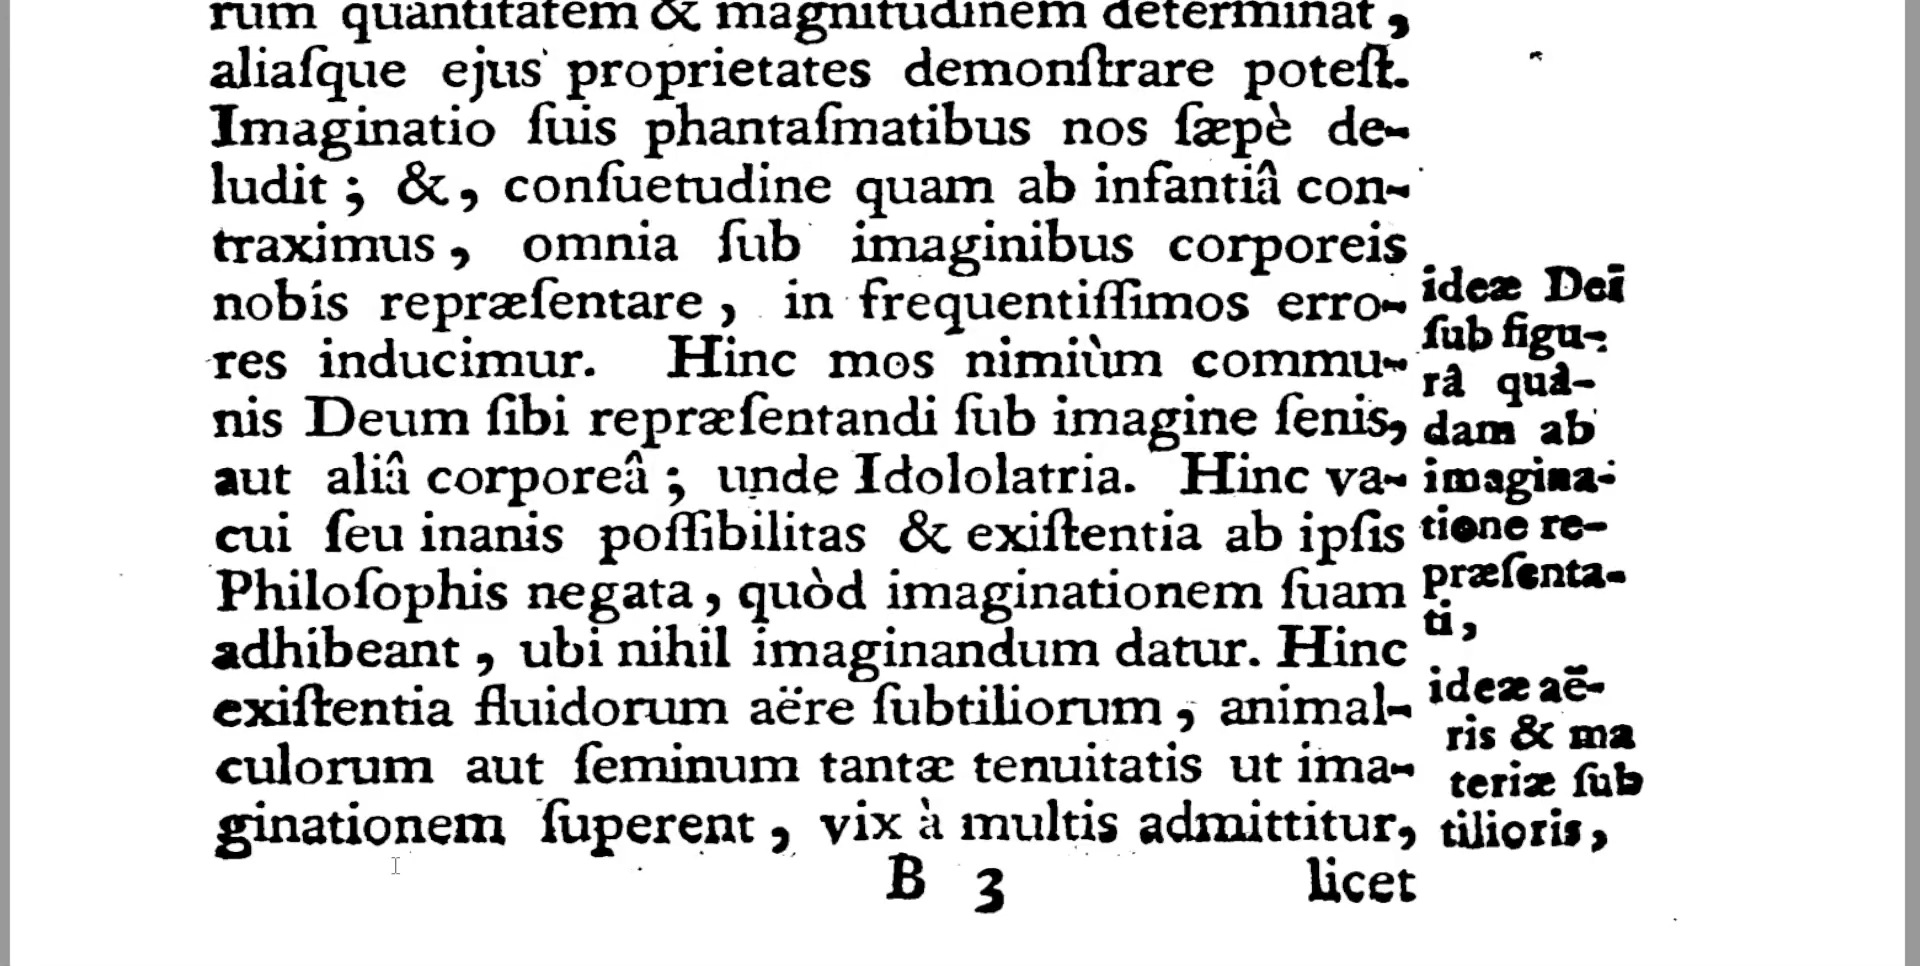 rum quantitatem & magnitudinem determinat,
aliaſque ejus proprietates demonſtrare poteſt.
Imaginatio ſuis phantaſmatibus nos ſæpè de-
ludit ; &, conſuetudine quam ab infantiâ con-
traximus, omnia ſub imaginibus corporeis
nobis repræſentare, in frequentiſſimos erro-
res inducimur. Hinc mos nimiùm commu-
nis Deum ſibi repræſentandi ſub imagine ſenis,
aut aliâ corporeâ ; unde Idololatria. Hinc va-
cui ſeu inanis poſſibilitas & exiſtentia ab ipſis
Philoſophis negata, quòd imaginationem ſuam
adhibeant, ubi nihil imaginandum datur. Hinc
exiſtentia fluidorum aëre ſubtiliorum, animal-
culorum aut ſeminum tantæ tenuitatis ut ima-
ginationem ſuperent, vix à multis admittitur,
ideæ Dei
ſub figu-
râ quâ-
dam ab
imagina-
tione re-
præſenta-
ti,
ideæ aë-
ris & ma
teriæ ſub
tilioris,
B 3
licet